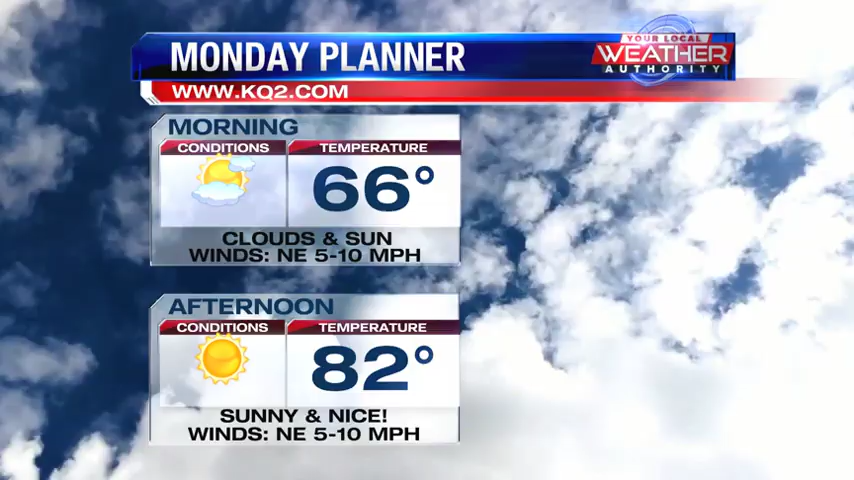 MONDAY PLANNER
YOUR LOCAL
WEATHER
AUTHORITY
WWW.KQ2.COM
MORNING
CONDITIONS TEMPERATURE
66°
CLOUDS & SUN
WINDS: NE 5-10 MPH
AFTERNOON
CONDITIONS TEMPERATURE
82°
SUNNY & NICE!
WINDS: NE 5-10 MPH